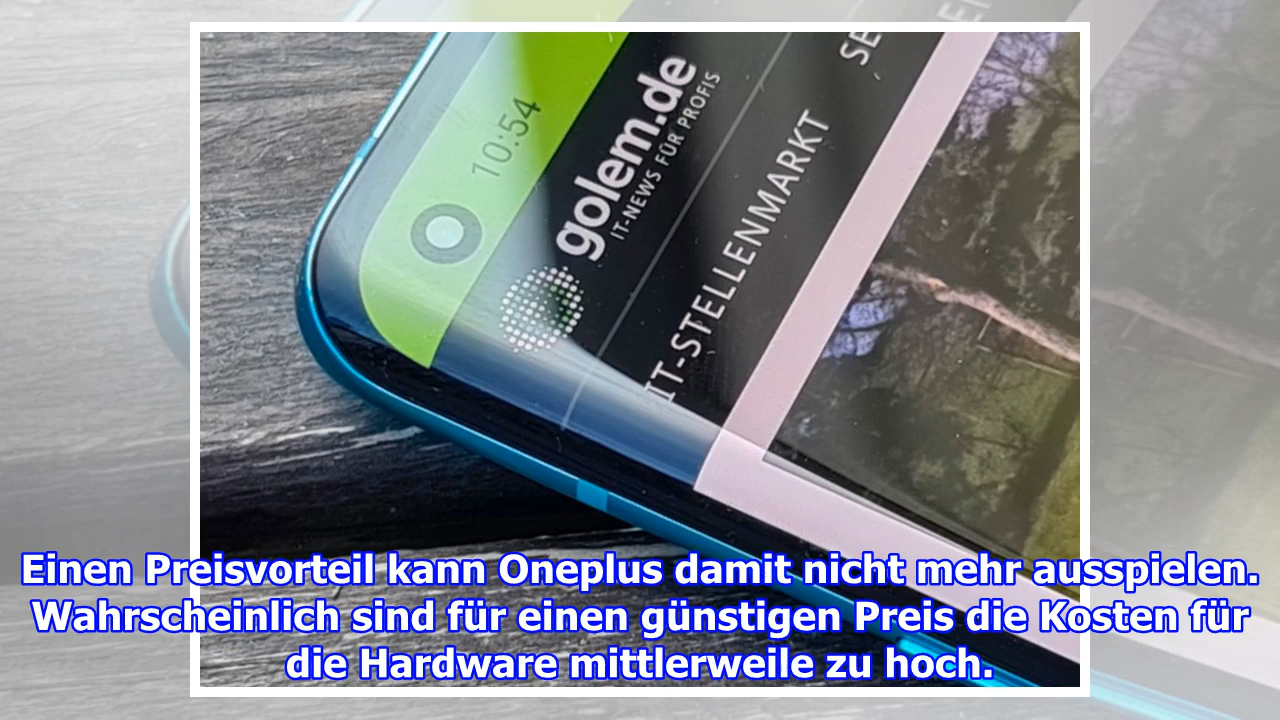 10:54
golem.de
IT-NEWS FÜR PROFIS
IT-STELLENMARKT
Einen Preisvorteil kann Oneplus damit nicht mehr ausspielen.
Wahrscheinlich sind für einen günstigen Preis die Kosten für
die Hardware mittlerweile zu hoch.